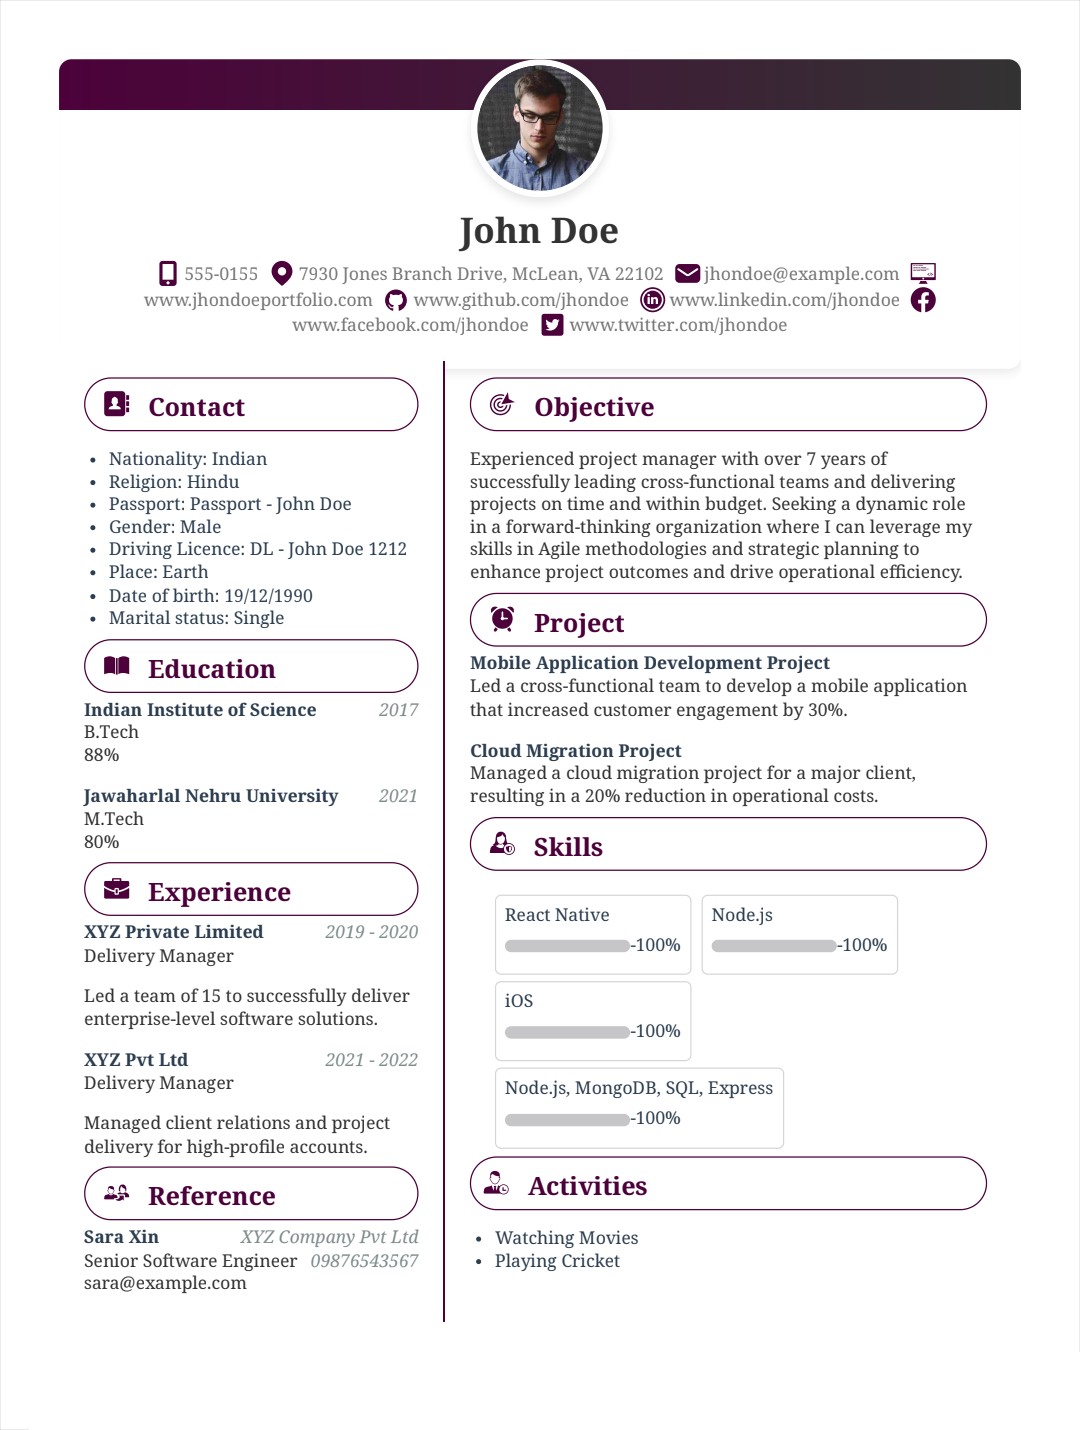 John Doe
555-0155 7930 Jones Branch Drive, McLean, VA 22102 jhondoe@example.com
www.jhondoeportfolio.com www.github.com/jhondoe www.linkedin.com/jhondoe
www.facebook.com/jhondoe www.twitter.com/jhondoe
Contact
• Nationality: Indian
• Religion: Hindu
• Passport: Passport - John Doe
• Gender: Male
• Driving Licence: DL - John Doe 1212
• Place: Earth
• Date of birth: 19/12/1990
• Marital status: Single
Education
Indian Institute of Science 2017
B.Tech
88%
Jawaharlal Nehru University 2021
M.Tech
80%
Experience
XYZ Private Limited 2019 - 2020
Delivery Manager
Led a team of 15 to successfully deliver
enterprise-level software solutions.
XYZ Pvt Ltd 2021 - 2022
Delivery Manager
Managed client relations and project
delivery for high-profile accounts.
Reference
Sara Xin XYZ Company Pvt Ltd
Senior Software Engineer 09876543567
sara@example.com
Objective
Experienced project manager with over 7 years of
successfully leading cross-functional teams and delivering
projects on time and within budget. Seeking a dynamic role
in a forward-thinking organization where I can leverage my
skills in Agile methodologies and strategic planning to
enhance project outcomes and drive operational efficiency.
Project
Mobile Application Development Project
Led a cross-functional team to develop a mobile application
that increased customer engagement by 30%.
Cloud Migration Project
Managed a cloud migration project for a major client,
resulting in a 20% reduction in operational costs.
Skills
React Native
-100%
Node.js
-100%
iOS
-100%
Node.js, MongoDB, SQL, Express
-100%
Activities
• Watching Movies
• Playing Cricket